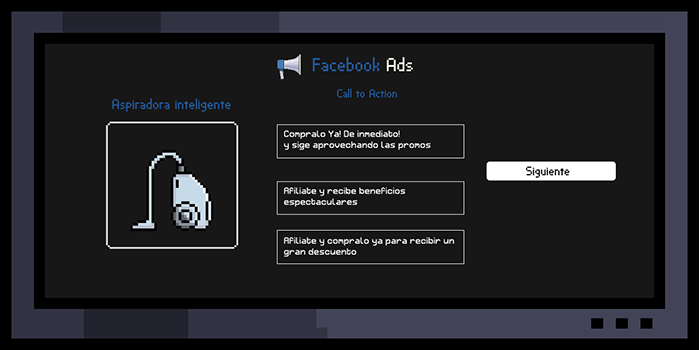 Facebook Ads
Call to Action
Aspiradora inteligente
Compralo Ya! De inmediato!
y sige aprovechando las promos
Afiliate y recibe beneficios
espectaculares
Afiliate y compralo ya para recibir un
gran descuento
Siguiente